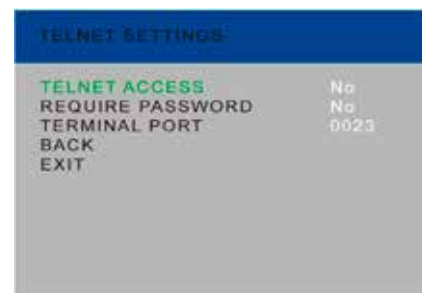 TELNET SETTINGS
TELNET ACCESS No
REQUIRE PASSWORD No
TERMINAL PORT 0023
BACK
EXIT